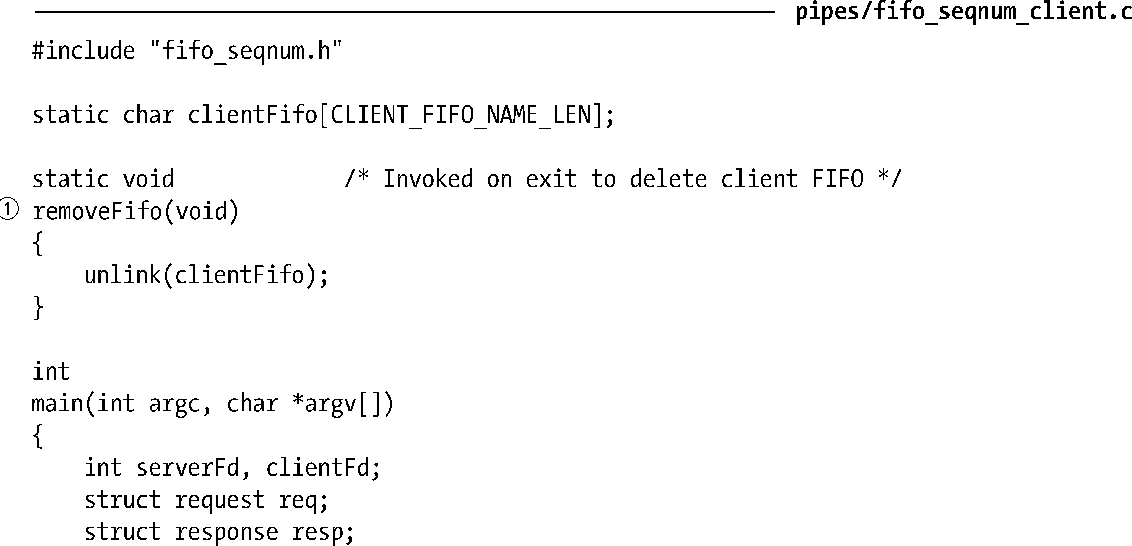 pipes/fifo_seqnum_client.c
#include "fifo_seqnum.h"
static char clientFifo[CLIENT_FIFO_NAME_LEN];
static void /* Invoked on exit to delete client FIFO */
① removeFifo(void)
{
    unlink(clientFifo);
}
int
main(int argc, char *argv[])
{
    int serverFd, clientFd;
    struct request req;
    struct response resp;